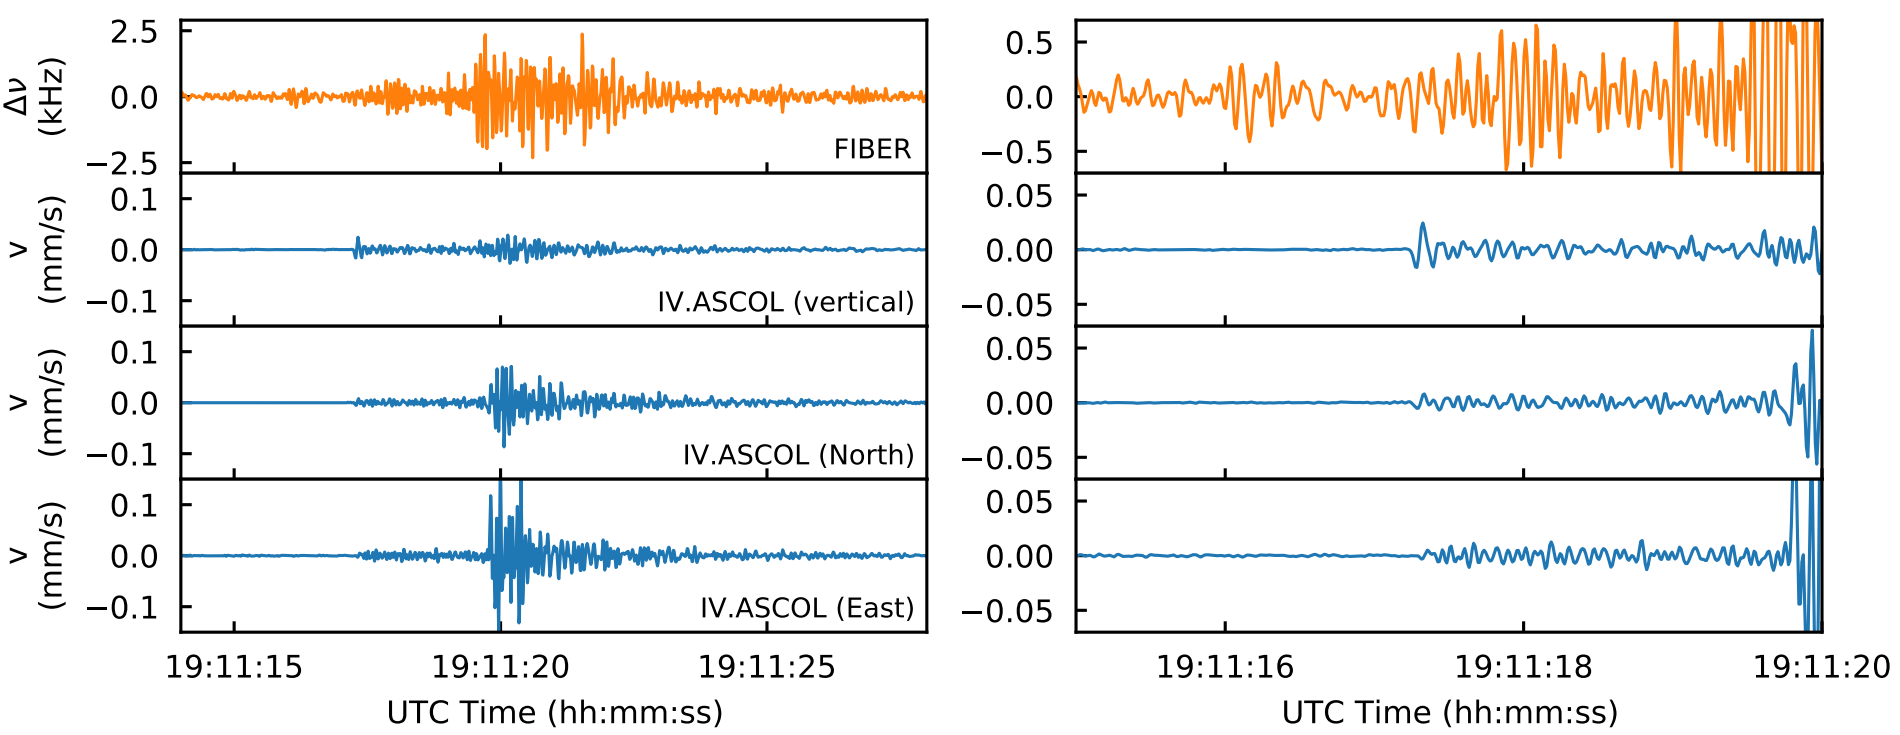 Δν
(kHz)
2.5
0.0
−2.5
FIBER
0.5
0.0
−0.5
v
(mm/s)
0.1
0.0
−0.1
IV.ASCOL (vertical)
0.05
0.00
−0.05
v
(mm/s)
0.1
0.0
−0.1
IV.ASCOL (North)
0.05
0.00
−0.05
v
(mm/s)
0.1
0.0
−0.1
IV.ASCOL (East)
0.05
0.00
−0.05
19:11:15 19:11:20 19:11:25
UTC Time (hh:mm:ss)
19:11:16 19:11:18 19:11:20
UTC Time (hh:mm:ss)